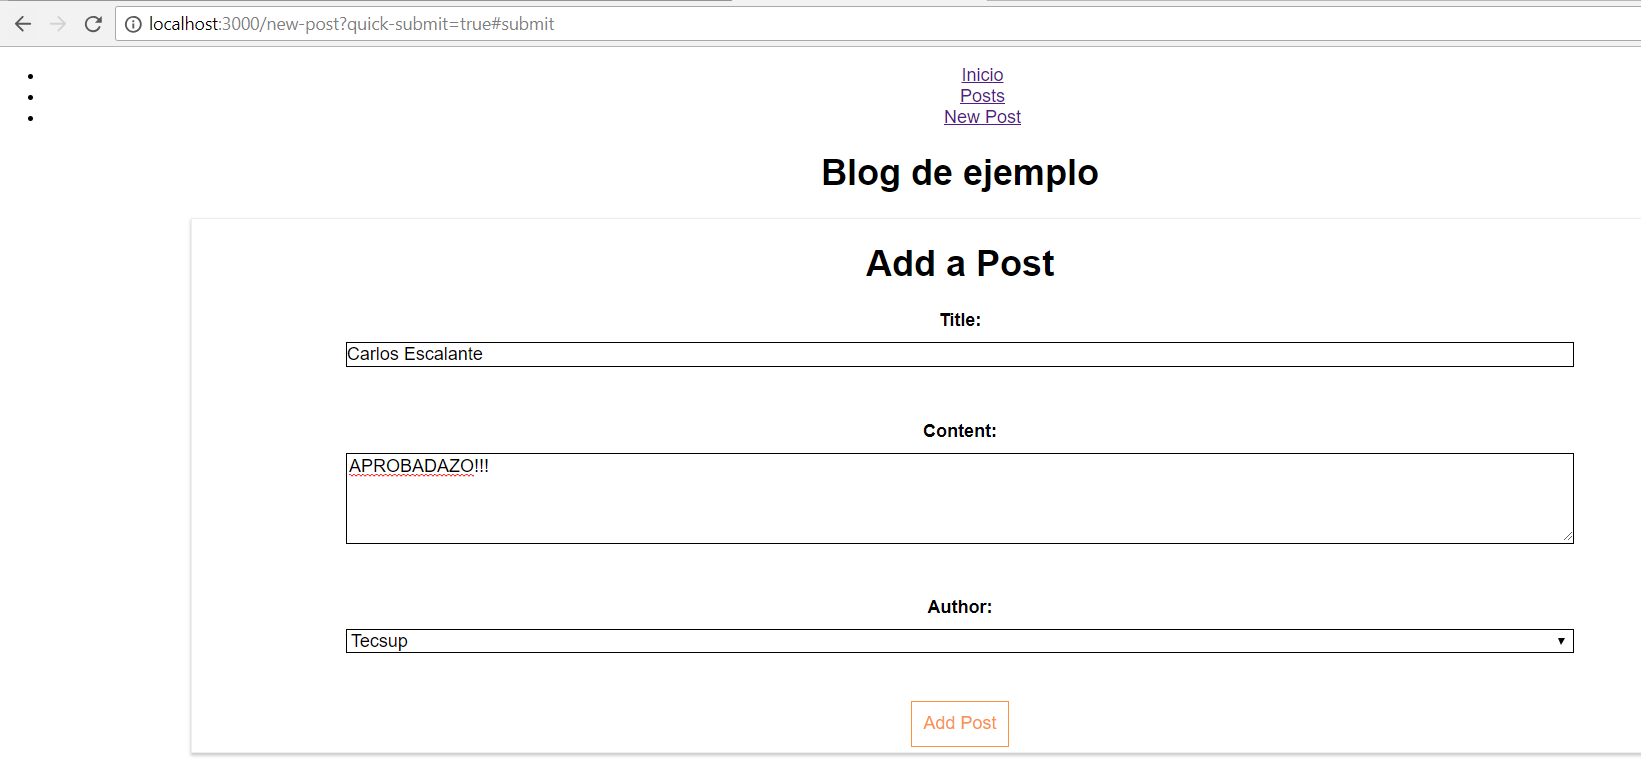 localhost:3000/new-post?quick-submit=true#submit
Inicio
Posts
New Post
Blog de ejemplo
Add a Post
Title:
Carlos Escalante
Content:
APROBADAZO!!!
Author:
Tecsup
Add Post